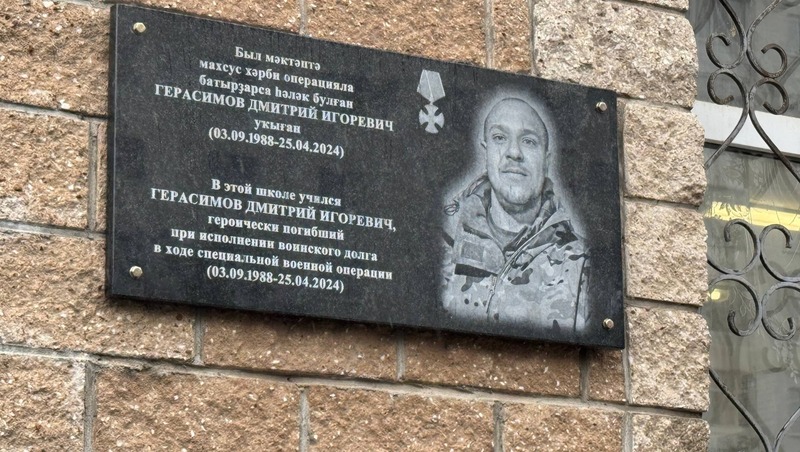 Был мәктәптә
махсус хәрби операцияла
батырҙарса һәләк булған
ГЕРАСИМОВ ДМИТРИЙ ИГОРЕВИЧ
уҡыған
(03.09.1988-25.04.2024)
В этой школе учился
ГЕРАСИМОВ ДМИТРИЙ ИГОРЕВИЧ,
героически погибший
при исполнении воинского долга
в ходе специальной военной операции
(03.09.1988-25.04.2024)